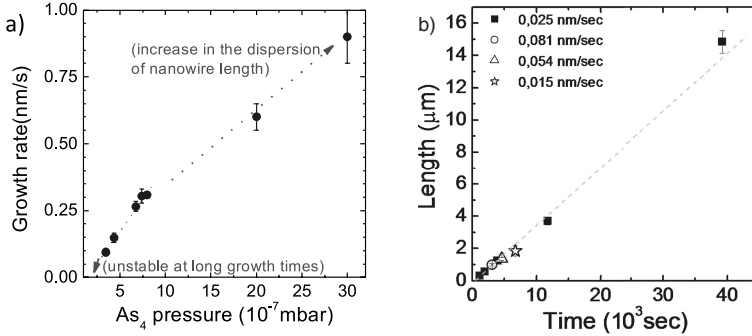 a)
1.00
0.75
0.50
0.25
0.00
Growth rate(nm/s)
(increase in the dispersion
of nanowire length)
(unstable at long growth times)
5 10 15 20 25 30
As4 pressure (10-7mbar)
b)
16
14
12
10
8
6
4
2
0
Length (μm)
0,025 nm/sec
0,081 nm/sec
0,054 nm/sec
0,015 nm/sec
0 10 20 30 40
Time (10³sec)